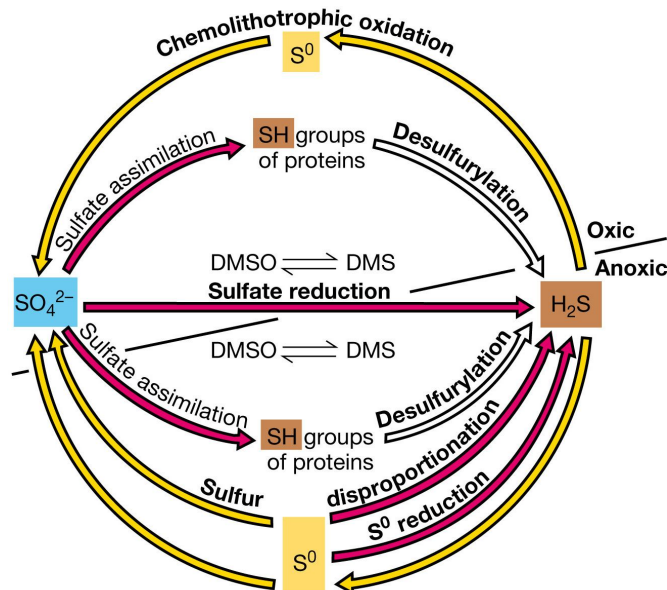 Chemolithotrophic oxidation
S⁰
Sulfate assimilation
SH groups
of proteins
Desulfurylation
Oxic
Anoxic
DMSO ⇌ DMS
SO₄²⁻
Sulfate reduction
H₂S
DMSO ⇌ DMS
Sulfate assimilation
SH groups
of proteins
Desulfurylation
Sulfur
disproportionation
S⁰ reduction
S⁰